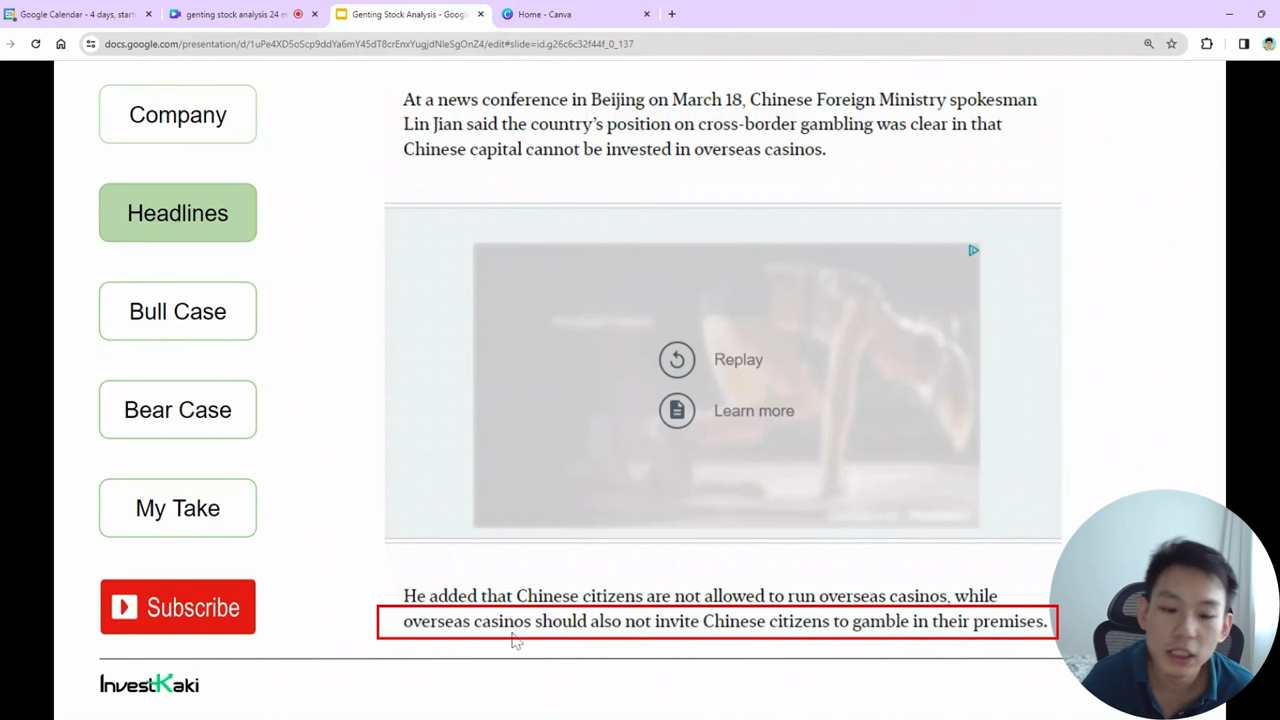 Google Calendar - 4 days, start
genting stock analysis 24 m
Genting Stock Analysis - Goog
Home - Canva
docs.google.com/presentation/d/1uPe4XD5oScp9ddYa6mY45dT8crEnxYugjdNIeSgOnZ4/edit#slide=id.g26c6c32f44f_0_137
Company
Headlines
Bull Case
Bear Case
My Take
Subscribe
InvestKaki
At a news conference in Beijing on March 18, Chinese Foreign Ministry spokesman
Lin Jian said the country's position on cross-border gambling was clear in that
Chinese capital cannot be invested in overseas casinos.
Replay
Learn more
He added that Chinese citizens are not allowed to run overseas casinos, while
overseas casinos should also not invite Chinese citizens to gamble in their premises.